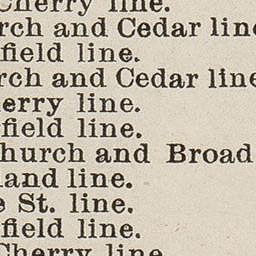 Cherry line.
rch and Cedar line
field line.
rch and Cedar line
erry line.
field line.
hurch and Broad
land line.
e St. line.
field line.
Cherry line